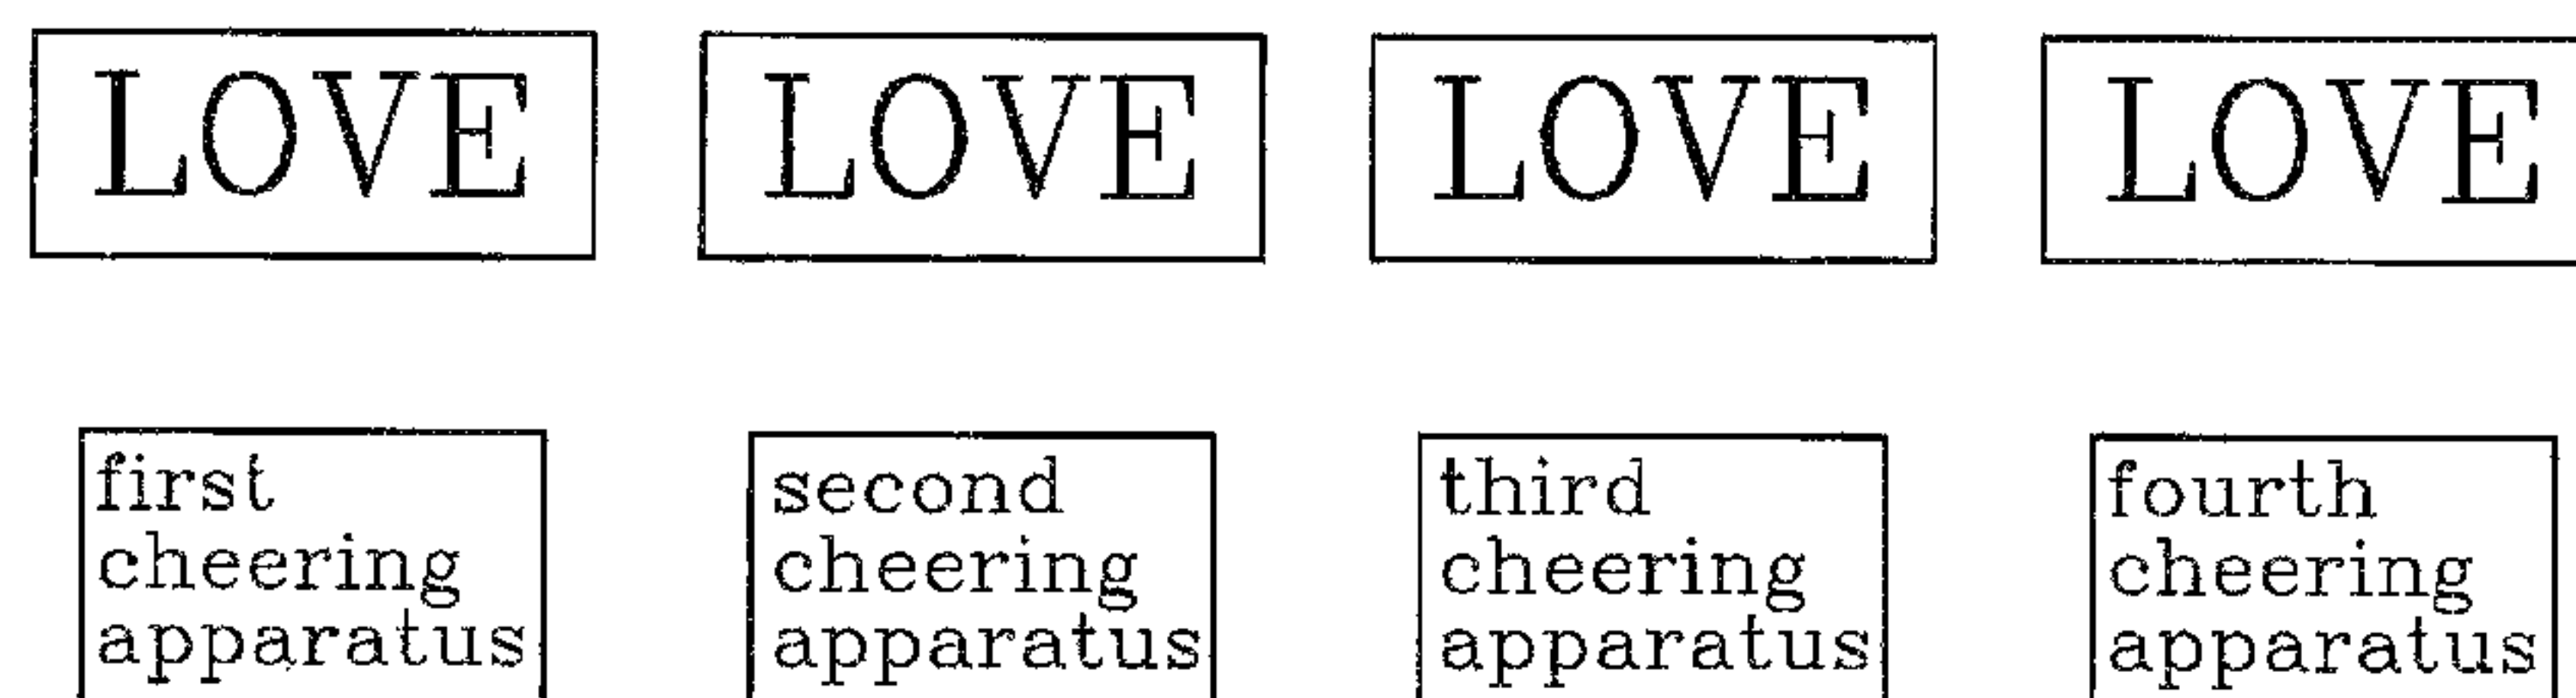 LOVE LOVE LOVE LOVE
first second third fourth
cheering cheering cheering cheering
apparatus apparatus apparatus apparatus